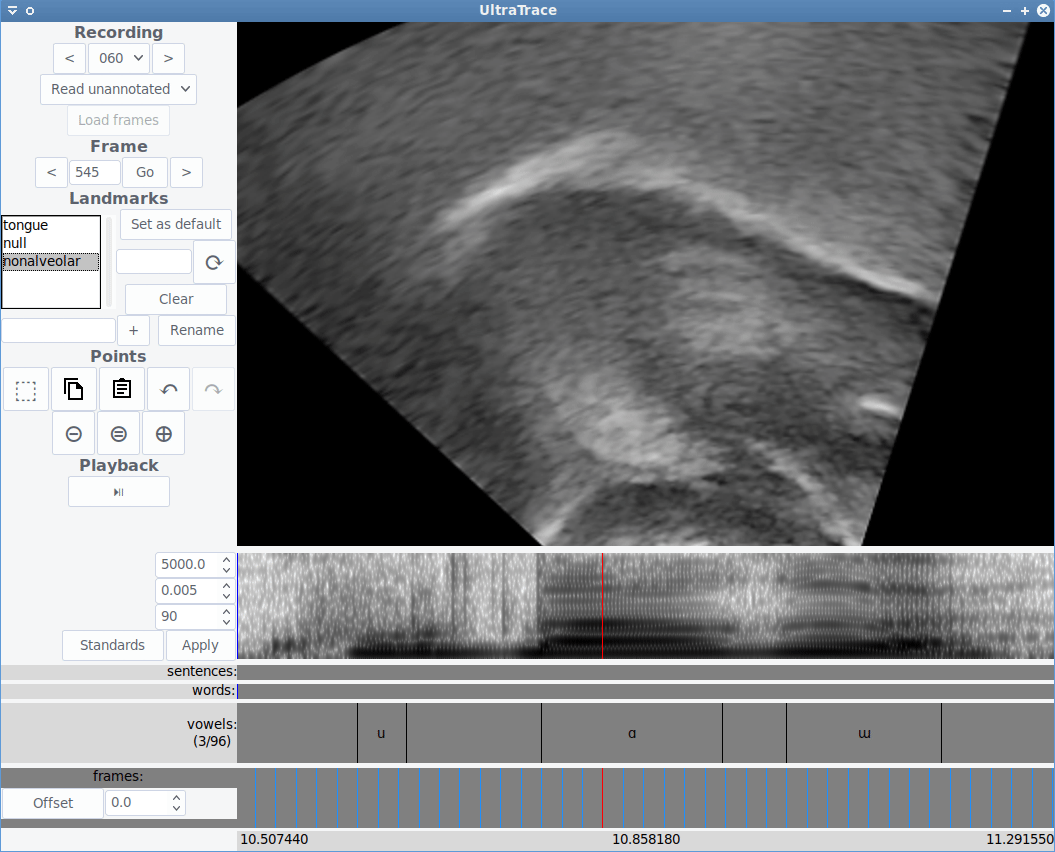 UltraTrace
Recording
< 060 >
Read unannotated
Load frames
Frame
< 545 Go >
Landmarks
tongue
null
nonalveolar
Set as default
⟳
Clear
+ Rename
Points
Playback
5000.0
0.005
90
Standards Apply
sentences:
words:
vowels:
(3/96)
u ɑ ɯ
frames:
Offset 0.0
10.507440 10.858180 11.291550